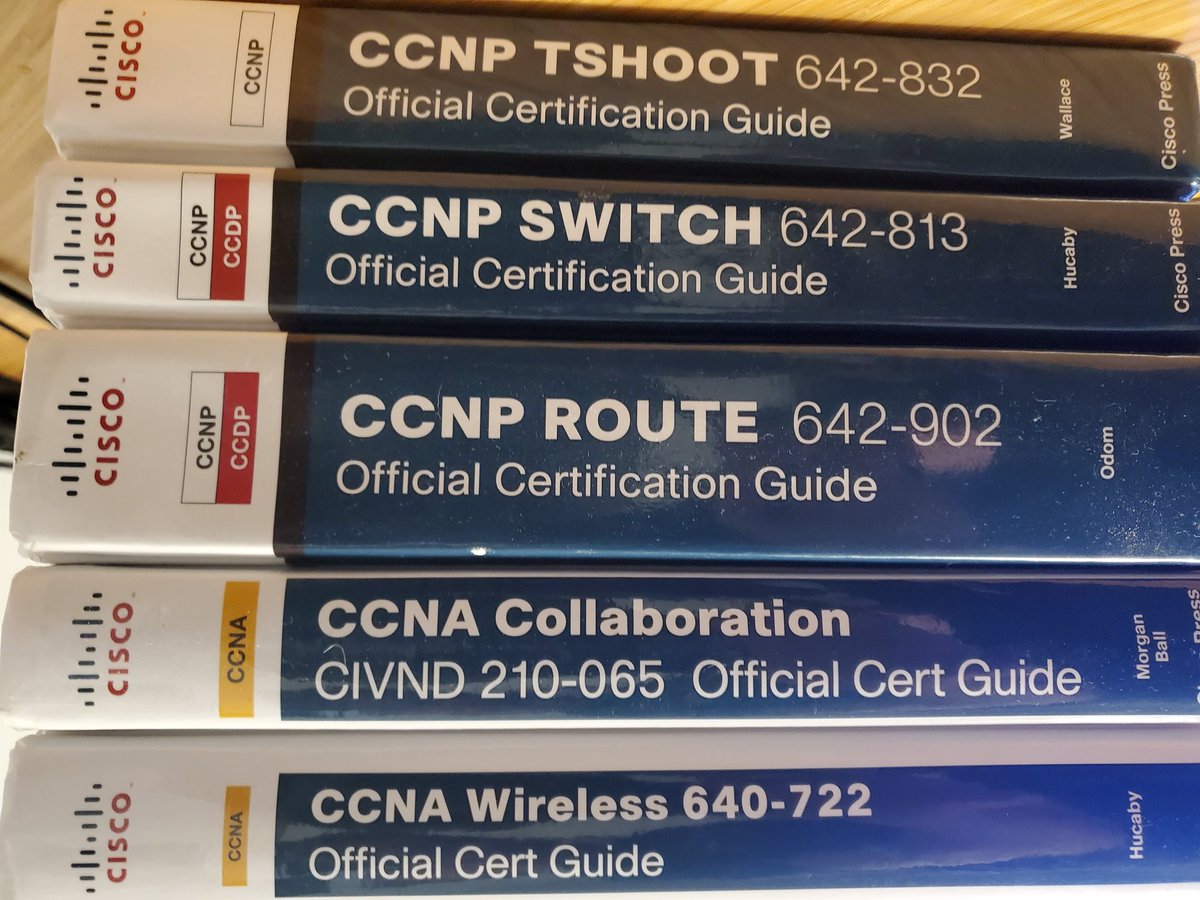 CISCO
CCNP
CCNP TSHOOT 642-832
Official Certification Guide
Wallace
Cisco Press
CISCO
CCNP
CCDP
CCNP SWITCH 642-813
Official Certification Guide
Hucaby
Cisco Press
CISCO
CCNP
CCDP
CCNP ROUTE 642-902
Official Certification Guide
Odom
CISCO
CCNA
CCNA Collaboration
CIVND 210-065 Official Cert Guide
Morgan
Ball
CISCO
CCNA
CCNA Wireless 640-722
Official Cert Guide
Hucaby